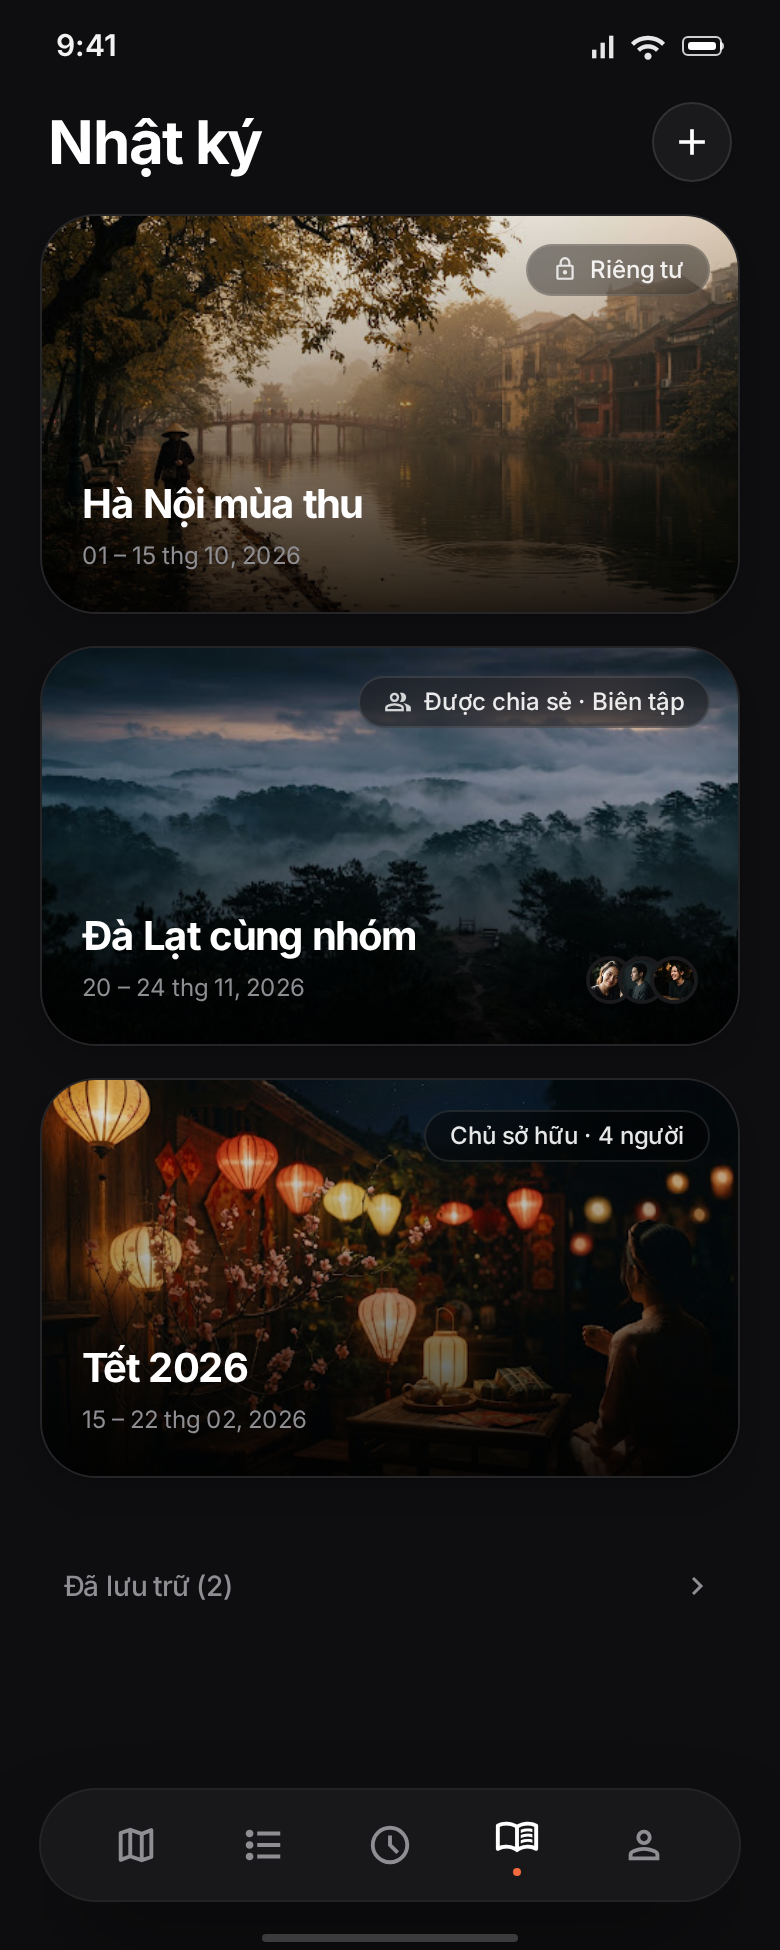 9:41
Nhật ký
Riêng tư
Hà Nội mùa thu
01 – 15 thg 10, 2026
Được chia sẻ · Biên tập
Đà Lạt cùng nhóm
20 – 24 thg 11, 2026
Chủ sở hữu · 4 người
Tết 2026
15 – 22 thg 02, 2026
Đã lưu trữ (2)